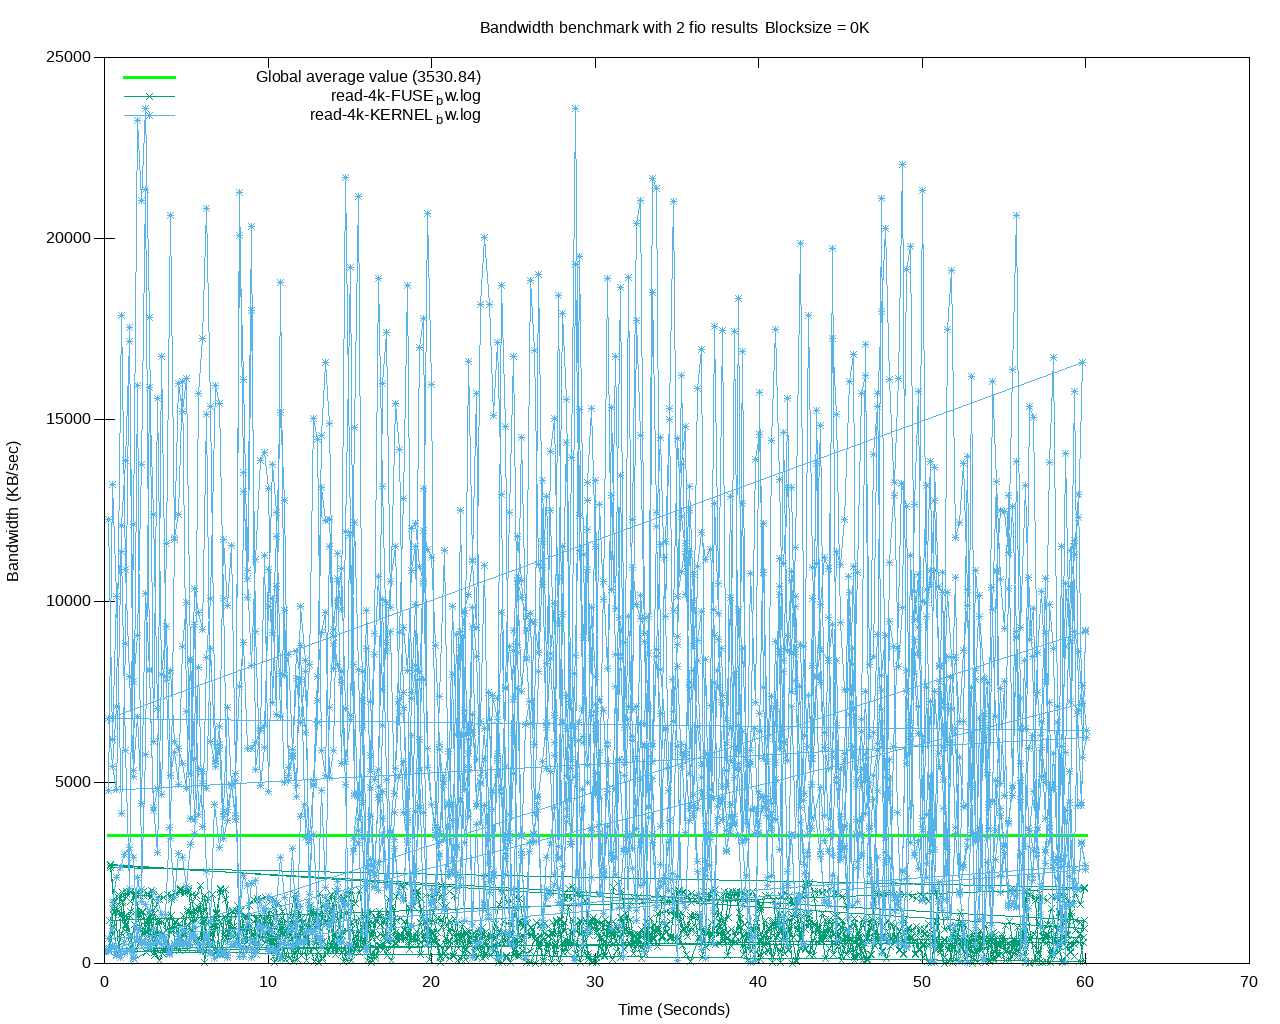 Bandwidth benchmark with 2 fio results Blocksize = 0K
25000
20000
15000
10000
5000
0
Bandwidth (KB/sec)
Global average value (3530.84)
read-4k-FUSE_bw.log
read-4k-KERNEL_bw.log
0 10 20 30 40 50 60 70
Time (Seconds)